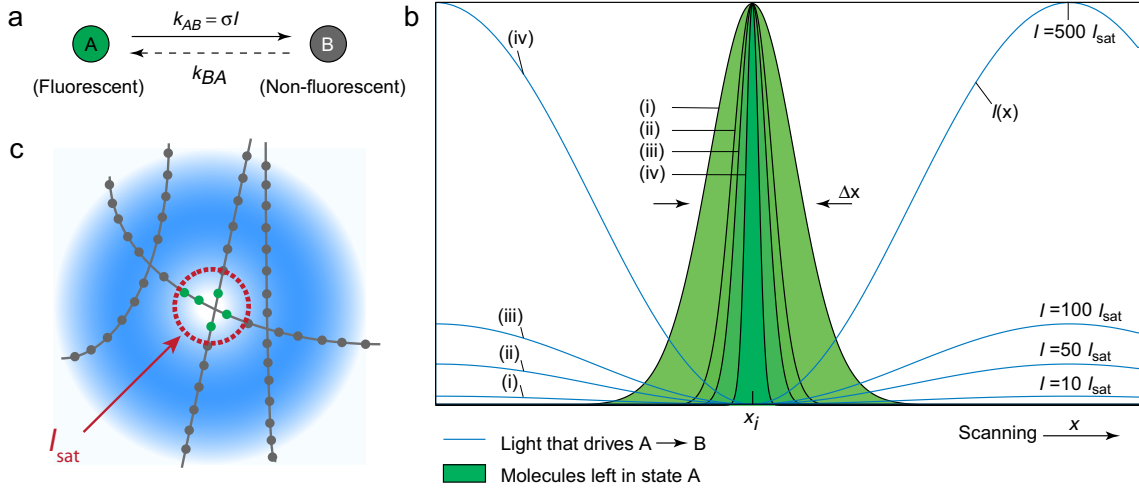 a
k_AB = σI
A
B
k_BA
(Fluorescent)
(Non-fluorescent)
c
I_sat
b
(iv)
I = 500 I_sat
I(x)
(i)
(ii)
(iii)
(iv)
Δx
(iii)
I = 100 I_sat
(ii)
I = 50 I_sat
(i)
I = 10 I_sat
x_i
Scanning x
Light that drives A → B
Molecules left in state A